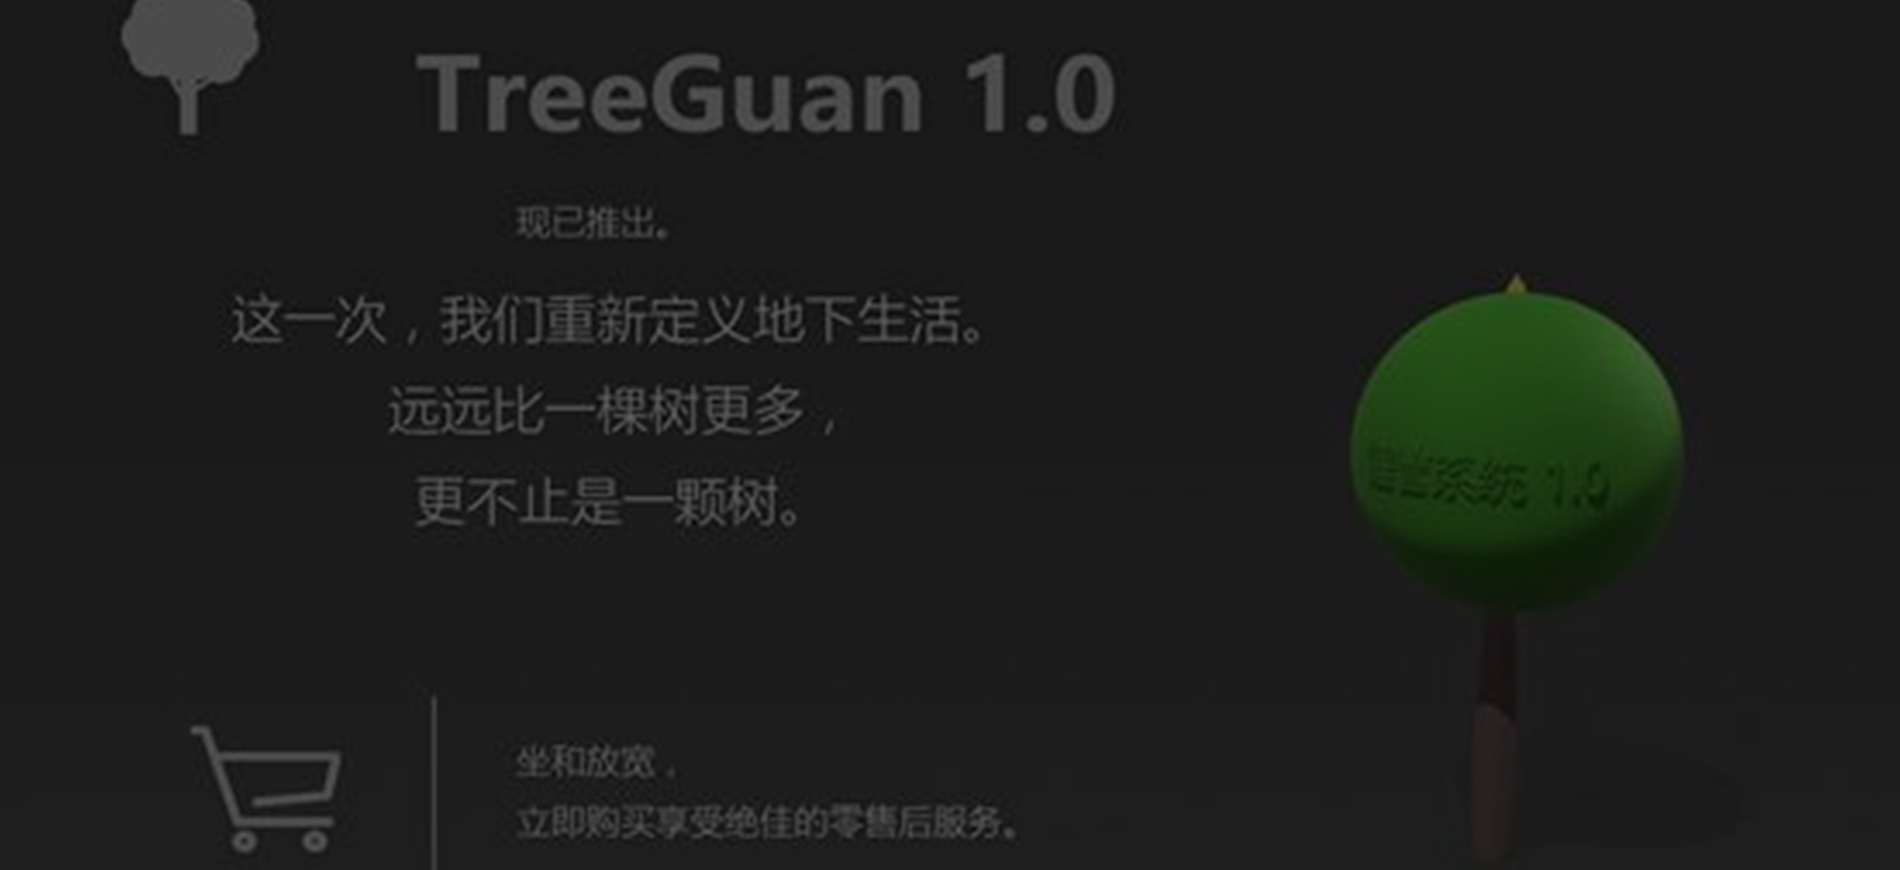 TreeGuan 1.0
现已推出。
这一次，我们重新定义地下生活。
远远比一棵树更多，
更不止是一颗树。
系统 1.0
坐和放宽，
立即购买享受绝佳的零售后服务。